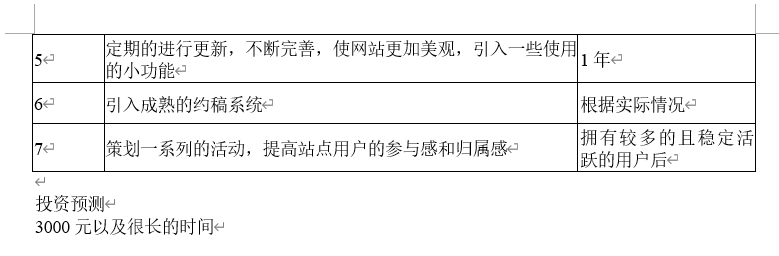 5
定期的进行更新，不断完善，使网站更加美观，引入一些使用
的小功能
1 年
6
引入成熟的约稿系统
根据实际情况
7
策划一系列的活动，提高站点用户的参与感和归属感
拥有较多的且稳定活
跃的用户后
投资预测
3000 元以及很长的时间